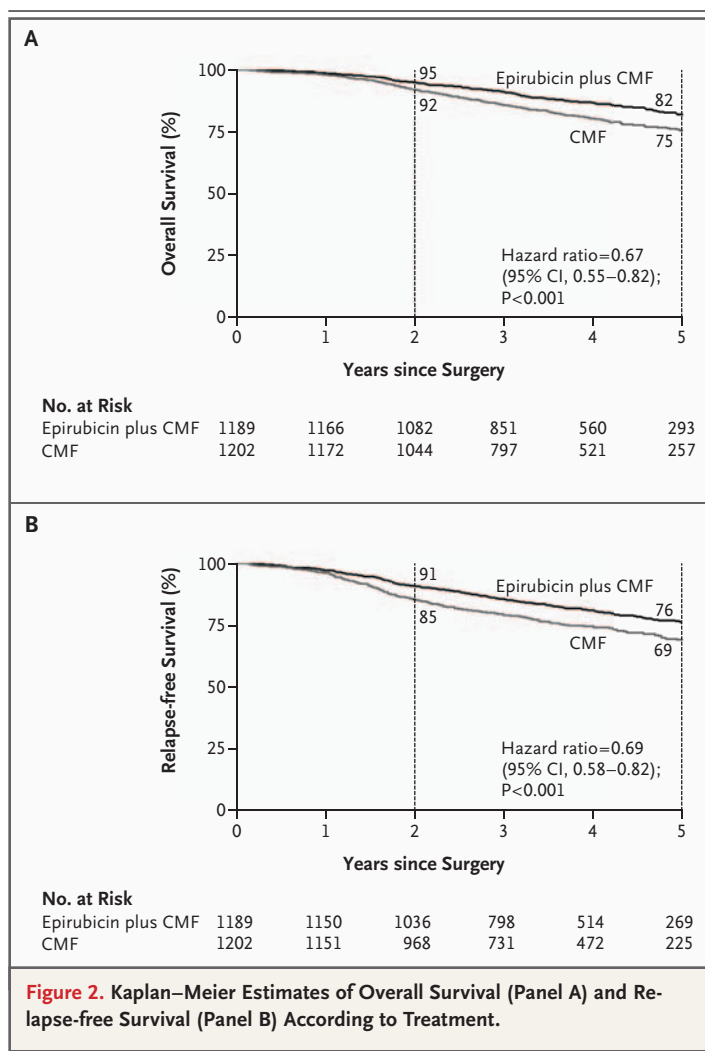 A
100
75
50
25
0
Overall Survival (%)
95
92
Epirubicin plus CMF
82
CMF
75
Hazard ratio=0.67
(95% CI, 0.55–0.82);
P<0.001
0 1 2 3 4 5
Years since Surgery
No. at Risk
Epirubicin plus CMF 1189 1166 1082 851 560 293
CMF 1202 1172 1044 797 521 257
B
100
75
50
25
0
Relapse-free Survival (%)
91
85
Epirubicin plus CMF
76
CMF
69
Hazard ratio=0.69
(95% CI, 0.58–0.82);
P<0.001
0 1 2 3 4 5
Years since Surgery
No. at Risk
Epirubicin plus CMF 1189 1150 1036 798 514 269
CMF 1202 1151 968 731 472 225
Figure 2. Kaplan–Meier Estimates of Overall Survival (Panel A) and Re-
lapse-free Survival (Panel B) According to Treatment.